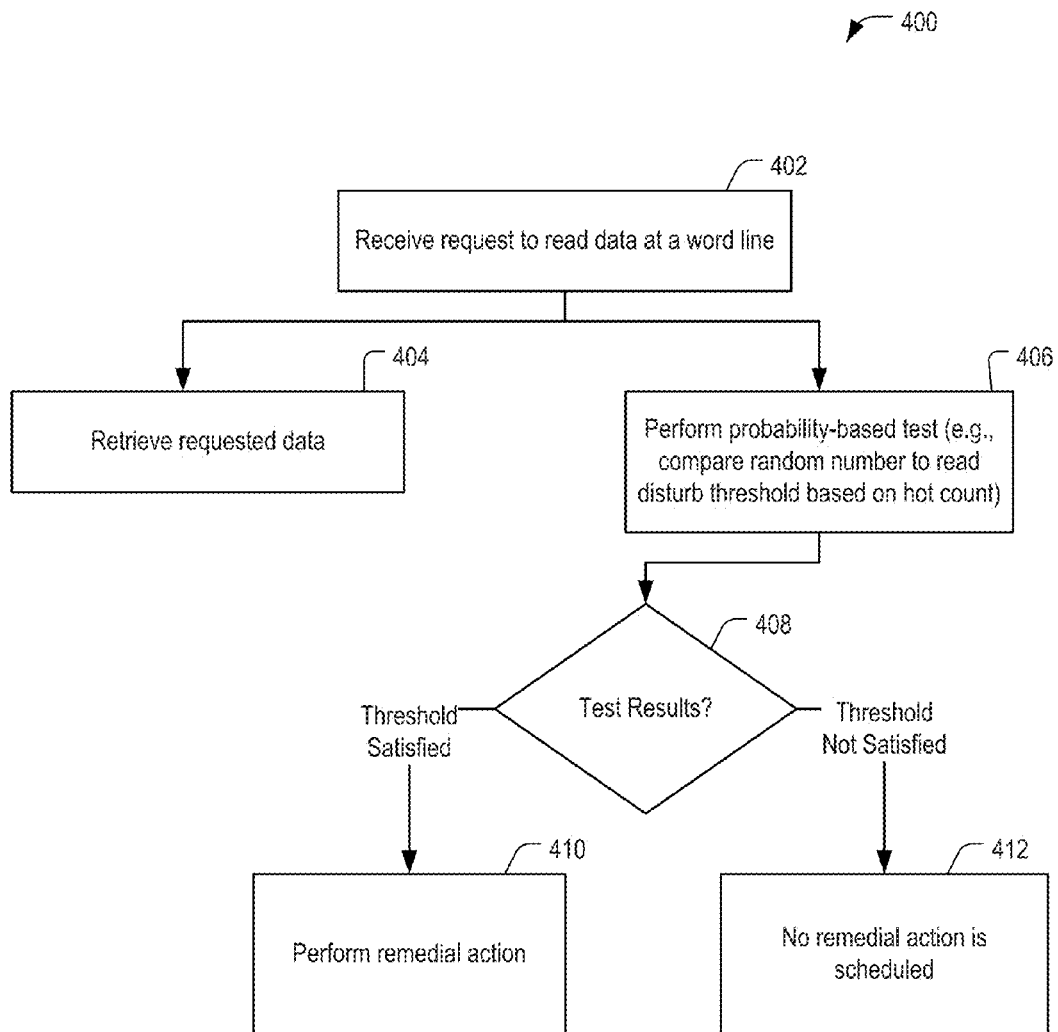 400
402
Receive request to read data at a word line
404
Retrieve requested data
406
Perform probability-based test (e.g.,
compare random number to read
disturb threshold based on hot count)
408
Test Results?
Threshold
Satisfied
Threshold
Not Satisfied
410
Perform remedial action
412
No remedial action is
scheduled